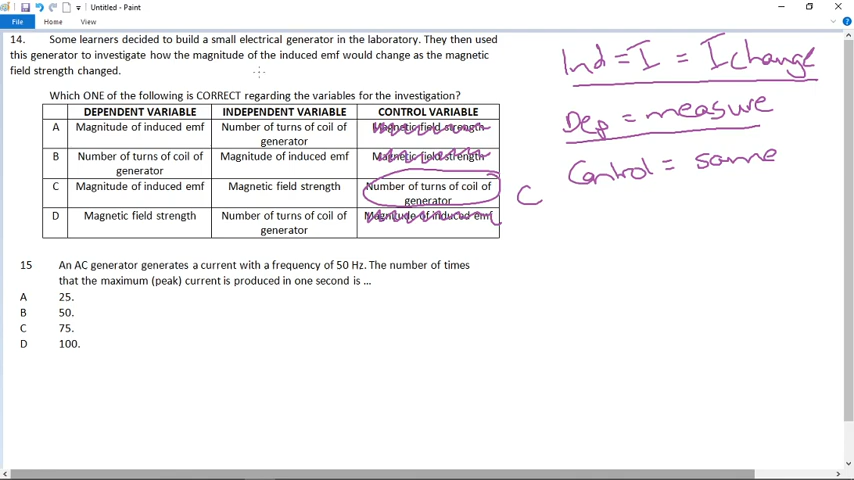 Untitled - Paint
File Home View
14. Some learners decided to build a small electrical generator in the laboratory. They then used
this generator to investigate how the magnitude of the induced emf would change as the magnetic
field strength changed.
Which ONE of the following is CORRECT regarding the variables for the investigation?
DEPENDENT VARIABLE INDEPENDENT VARIABLE CONTROL VARIABLE
A Magnitude of induced emf Number of turns of coil of Magnetic field strength
generator
B Number of turns of coil of Magnitude of induced emf Magnetic field strength
generator
C Magnitude of induced emf Magnetic field strength Number of turns of coil of
generator
D Magnetic field strength Number of turns of coil of Magnitude of induced emf
generator
Ind = I = I change
Dep = measure
Control = same
C
15 An AC generator generates a current with a frequency of 50 Hz. The number of times
that the maximum (peak) current is produced in one second is ...
A 25.
B 50.
C 75.
D 100.